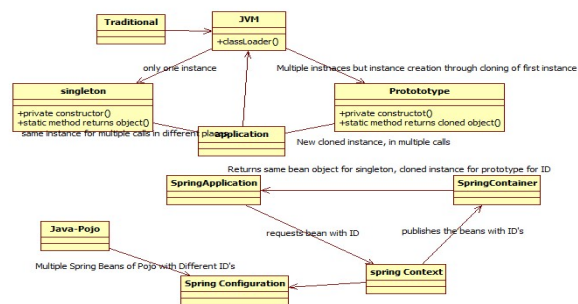 Traditional
JVM
+classLoader()
only one instance
Multiple instnaces but instance creation through cloning of first instance
singleton
+private constructor()
+static method returns object()
Prottotype
+private constructot()
+static method returns cloned object()
same instance for multiple calls in different places
application
New cloned instance, in multiple calls
Returns same bean object for singleton, cloned instance for prototype for ID
SpringApplication
SpringContainer
Java-Pojo
requests bean with ID
publishes the beans with ID's
Multiple Spring Beans of Pojo with Different ID's
spring Context
Spring Configuration